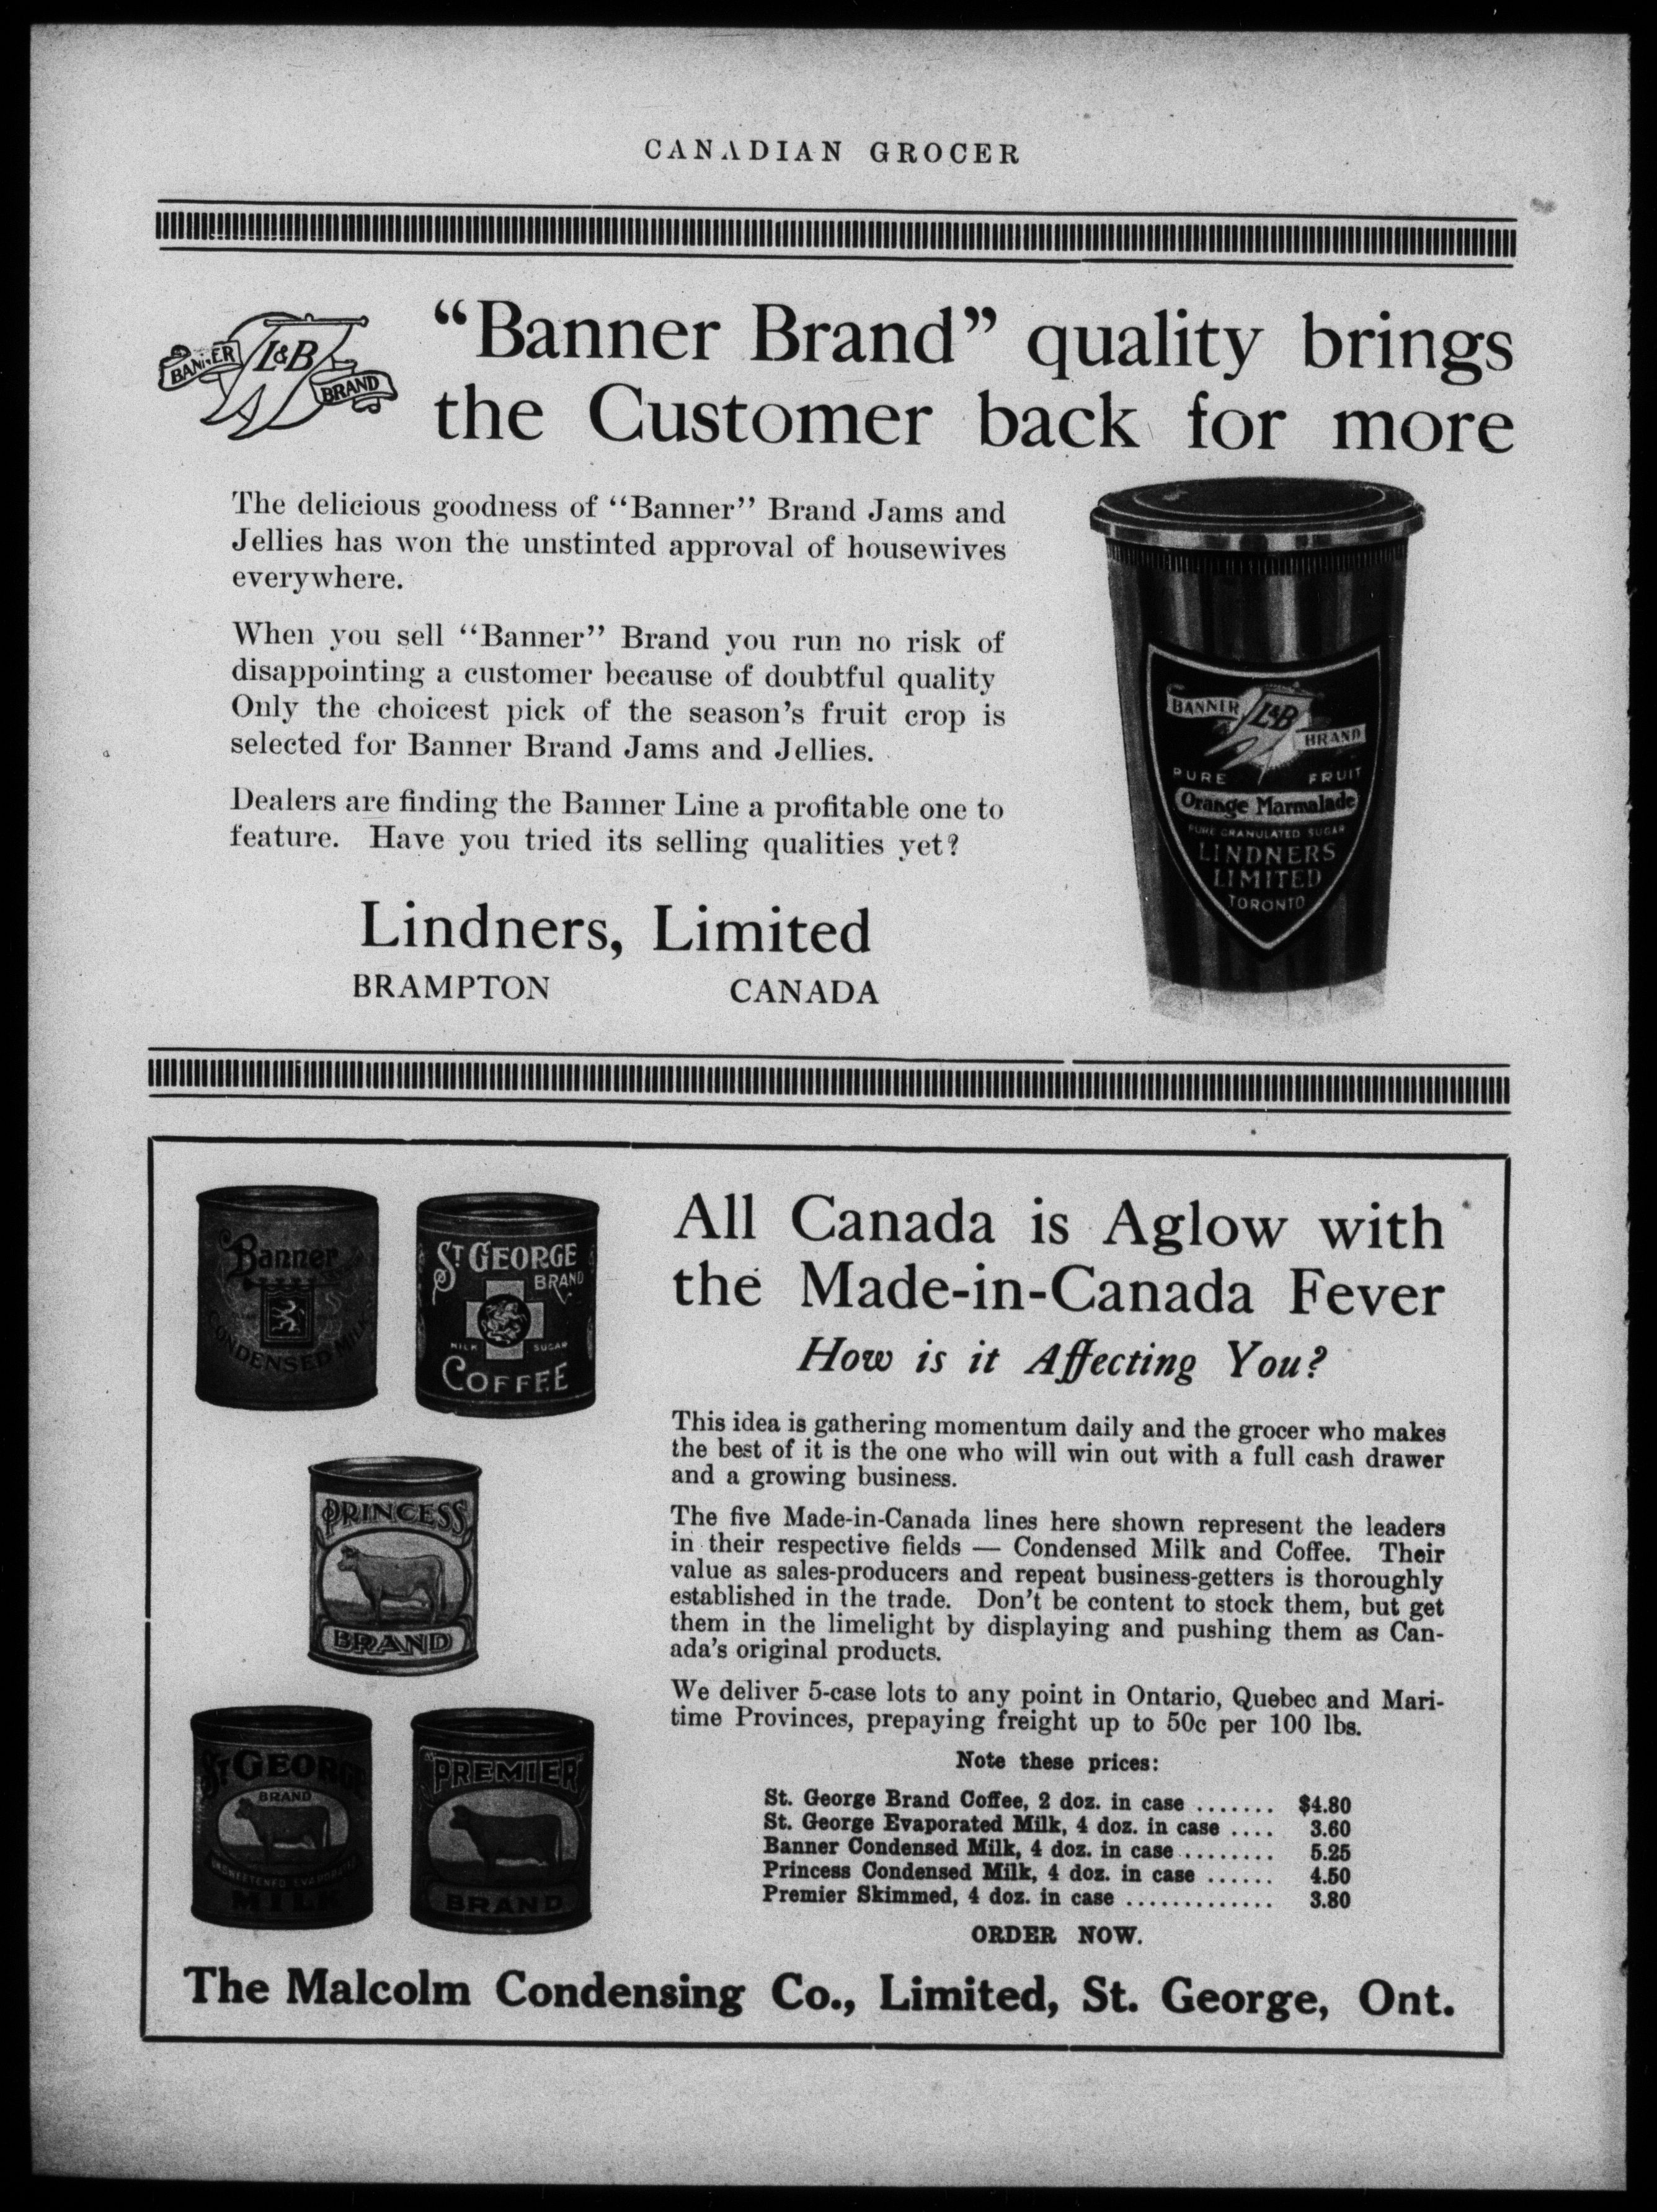 CANADIAN GROCER
BANNER L&B BRAND
"Banner Brand" quality brings
the Customer back for more
The delicious goodness of "Banner" Brand Jams and
Jellies has won the unstinted approval of housewives
everywhere.
When you sell "Banner" Brand you run no risk of
disappointing a customer because of doubtful quality
Only the choicest pick of the season's fruit crop is
selected for Banner Brand Jams and Jellies.
Dealers are finding the Banner Line a profitable one to
feature. Have you tried its selling qualities yet?
Lindners, Limited
BRAMPTON CANADA
BANNER L&B BRAND
PURE FRUIT
Orange Marmalade
PURE GRANULATED SUGAR
LINDNERS
LIMITED
TORONTO
Banner
CONDENSED MILK
ST GEORGE
BRAND
MILK SUGAR
COFFEE
PRINCESS
BRAND
ST GEORGE
BRAND
UNSWEETENED EVAPORATED
MILK
"PREMIER"
BRAND
All Canada is Aglow with
the Made-in-Canada Fever
How is it Affecting You?
This idea is gathering momentum daily and the grocer who makes
the best of it is the one who will win out with a full cash drawer
and a growing business.
The five Made-in-Canada lines here shown represent the leaders
in their respective fields — Condensed Milk and Coffee. Their
value as sales-producers and repeat business-getters is thoroughly
established in the trade. Don't be content to stock them, but get
them in the limelight by displaying and pushing them as Can-
ada's original products.
We deliver 5-case lots to any point in Ontario, Quebec and Mari-
time Provinces, prepaying freight up to 50c per 100 lbs.
Note these prices:
St. George Brand Coffee, 2 doz. in case ....... $4.80
St. George Evaporated Milk, 4 doz. in case .... 3.60
Banner Condensed Milk, 4 doz. in case ........ 5.25
Princess Condensed Milk, 4 doz. in case ...... 4.50
Premier Skimmed, 4 doz. in case ............. 3.80
ORDER NOW.
The Malcolm Condensing Co., Limited, St. George, Ont.